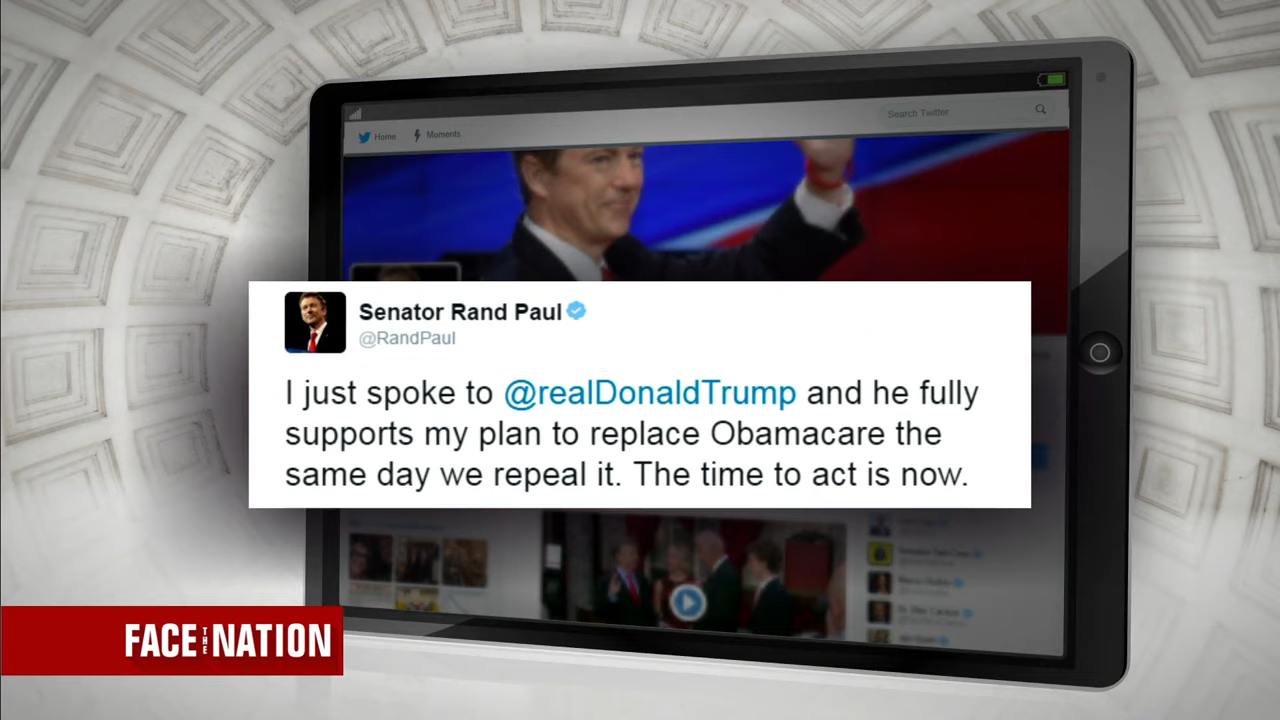 Home Moments Search Twitter
Senator Rand Paul
@RandPaul
I just spoke to @realDonaldTrump and he fully
supports my plan to replace Obamacare the
same day we repeal it. The time to act is now.
FACE THE NATION